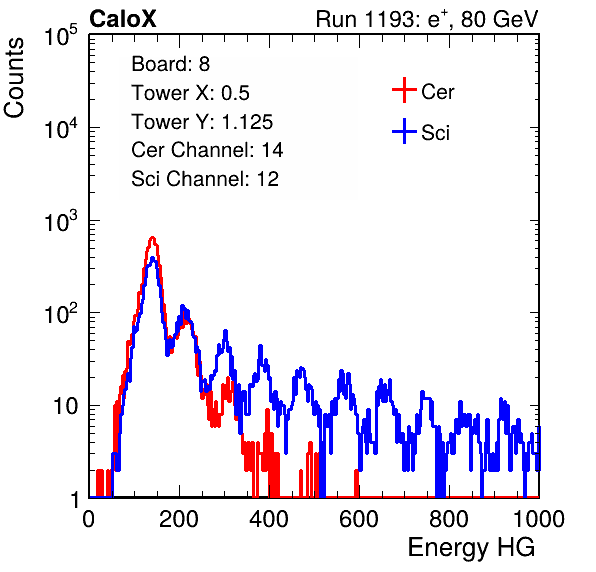 CaloX Run 1193: e+, 80 GeV
Counts
Board: 8
Tower X: 0.5
Tower Y: 1.125
Cer Channel: 14
Sci Channel: 12
Cer
Sci
10^5
10^4
10^3
10^2
10
1
0 200 400 600 800 1000
Energy HG